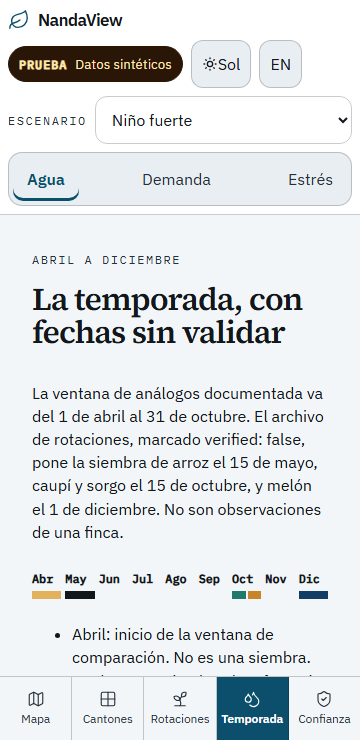 NandaView
PRUEBA Datos sintéticos
Sol
EN
ESCENARIO
Niño fuerte
Agua Demanda Estrés
ABRIL A DICIEMBRE
La temporada, con
fechas sin validar
La ventana de análogos documentada va
del 1 de abril al 31 de octubre. El archivo
de rotaciones, marcado verified: false,
pone la siembra de arroz el 15 de mayo,
caupí y sorgo el 15 de octubre, y melón
el 1 de diciembre. No son observaciones
de una finca.
Abr May Jun Jul Ago Sep Oct Nov Dic
• Abril: inicio de la ventana de
comparación. No es una siembra.
Mapa Cantones Rotaciones Temporada Confianza